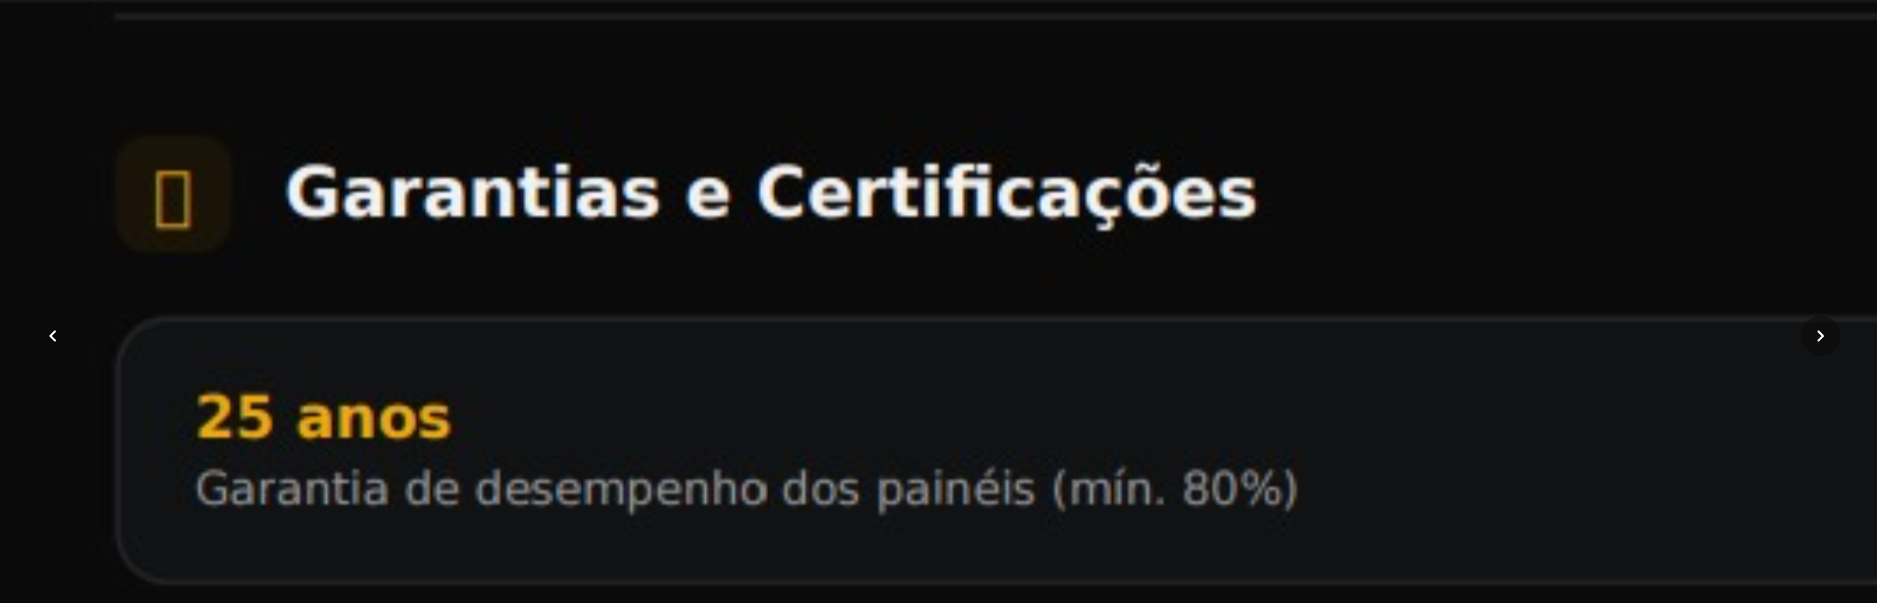 Garantias e Certificações
25 anos
Garantia de desempenho dos painéis (mín. 80%)